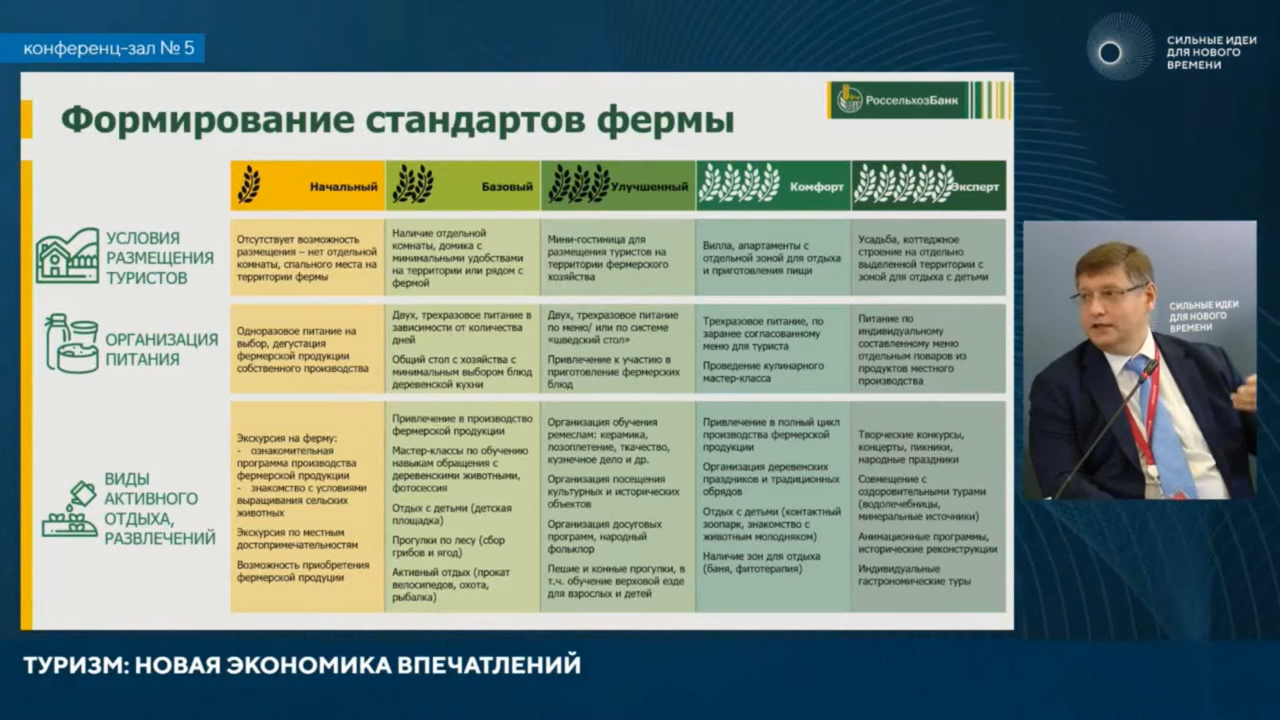 конференц-зал № 5
СИЛЬНЫЕ ИДЕИ
ДЛЯ НОВОГО
ВРЕМЕНИ
РоссельхозБанк
Формирование стандартов фермы
Начальный
Базовый
Улучшенный
Комфорт
Эксперт
УСЛОВИЯ
РАЗМЕЩЕНИЯ
ТУРИСТОВ
Отсутствует возможность
размещения – нет отдельной
комнаты, спального места на
территории фермы
Наличие отдельной
комнаты, домика с
минимальными удобствами
на территории или рядом с
фермой
Мини-гостиница для
размещения туристов на
территории фермерского
хозяйства
Вилла, апартаменты с
отдельной зоной для отдыха
и приготовления пищи
Усадьба, коттеджное
строение на отдельно
выделенной территории с
зоной для отдыха с детьми
ОРГАНИЗАЦИЯ
ПИТАНИЯ
Одноразовое питание на
выбор, дегустация
фермерской продукции
собственного производства
Двух, трехразовое питание в
зависимости от количества
дней
Общий стол с хозяйства с
минимальным выбором блюд
деревенской кухни
Двух, трехразовое питание
по меню/ или по системе
«шведский стол»
Привлечение к участию в
приготовление фермерских
блюд
Трехразовое питание, по
заранее согласованному
меню для туриста
Проведение кулинарного
мастер-класса
Питание по
индивидуальному
составленному меню
отдельным поваров из
продуктов местного
производства
ВИДЫ
АКТИВНОГО
ОТДЫХА,
РАЗВЛЕЧЕНИЙ
Экскурсия на ферму:
- ознакомительная
программа производства
фермерской продукции
- знакомство с условиями
выращивания сельских
животных
Экскурсия по местным
достопримечательностям
Возможность приобретения
фермерской продуции
Привлечение в производство
фермерской продукции
Мастер-классы по обучению
навыкам обращения с
деревенскими животными,
фотосессия
Отдых с детьми (детская
площадка)
Прогулки по лесу (сбор
грибов и ягод)
Активный отдых (прокат
велосипедов, охота,
рыбалка)
Организация обучения
ремеслам: керамика,
лозоплетение, ткачество,
кузнечное дело и др.
Организация посещения
культурных и исторических
объектов
Организация досуговых
программ, народный
фольклор
Пешие и конные прогулки, в
т.ч. обучение верховой езде
для взрослых и детей
Привлечение в полный цикл
производства фермерской
продукции
Организация деревенских
праздников и традиционных
обрядов
Отдых с детьми (контактный
зоопарк, знакомство с
животным молодняком)
Наличие зон для отдыха
(баня, фитотерапия)
Творческие конкурсы,
концерты, пикники,
народные праздники
Совмещение с
оздоровительными турами
(водолечебницы,
минеральные источники)
Анимационные программы,
исторические реконструкции
Индивидуальные
гастрономические туры
СИЛЬНЫЕ ИДЕИ
ДЛЯ НОВОГО
ВРЕМЕНИ
ТУРИЗМ: НОВАЯ ЭКОНОМИКА ВПЕЧАТЛЕНИЙ